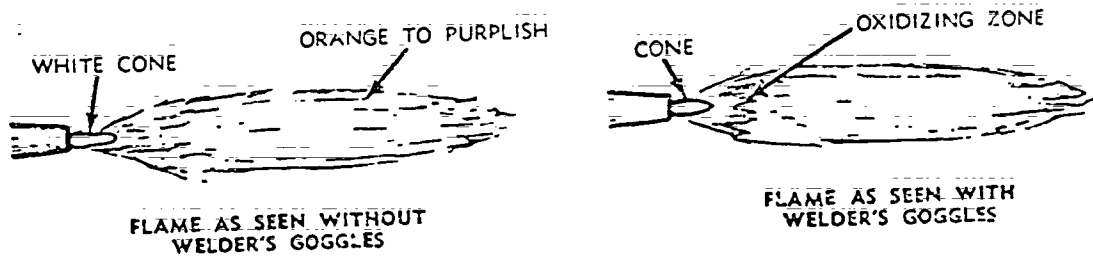 WHITE CONE
ORANGE TO PURPLISH
FLAME AS SEEN WITHOUT
WELDER'S GOGGLES
CONE
OXIDIZING ZONE
FLAME AS SEEN WITH
WELDER'S GOGGLES